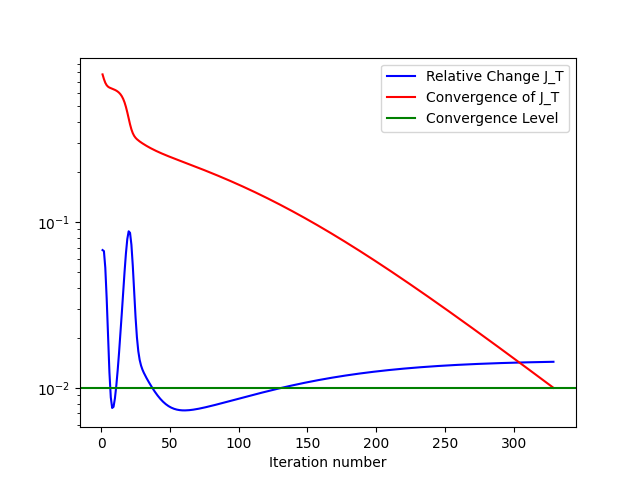 Relative Change J_T
Convergence of J_T
Convergence Level
10⁻¹
10⁻²
0 50 100 150 200 250 300
Iteration number